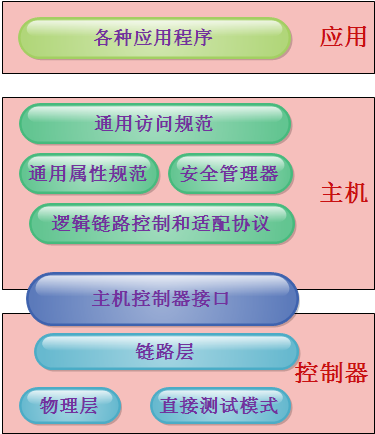 各种应用程序
应用
通用访问规范
通用属性规范
安全管理器
主机
逻辑链路控制和适配协议
主机控制器接口
链路层
控制器
物理层
直接测试模式